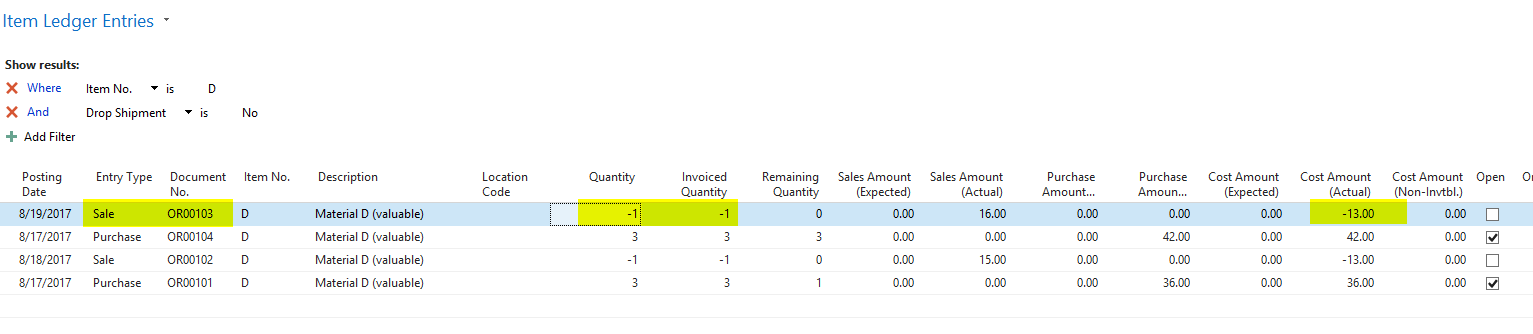 Item Ledger Entries
Show results:
Where Item No. is D
And Drop Shipment is No
Add Filter
Posting Date Entry Type Document No. Item No. Description Location Code Quantity Invoiced Quantity Remaining Quantity Sales Amount (Expected) Sales Amount (Actual) Purchase Amount... Purchase Amoun... Cost Amount (Expected) Cost Amount (Actual) Cost Amount (Non-Invtbl.) Open Or
8/19/2017 Sale OR00103 D Material D (valuable) -1 -1 0 0.00 16.00 0.00 0.00 0.00 -13.00 0.00
8/17/2017 Purchase OR00104 D Material D (valuable) 3 3 3 0.00 0.00 0.00 42.00 0.00 42.00 0.00
8/18/2017 Sale OR00102 D Material D (valuable) -1 -1 0 0.00 15.00 0.00 0.00 0.00 -13.00 0.00
8/17/2017 Purchase OR00101 D Material D (valuable) 3 3 1 0.00 0.00 0.00 36.00 0.00 36.00 0.00